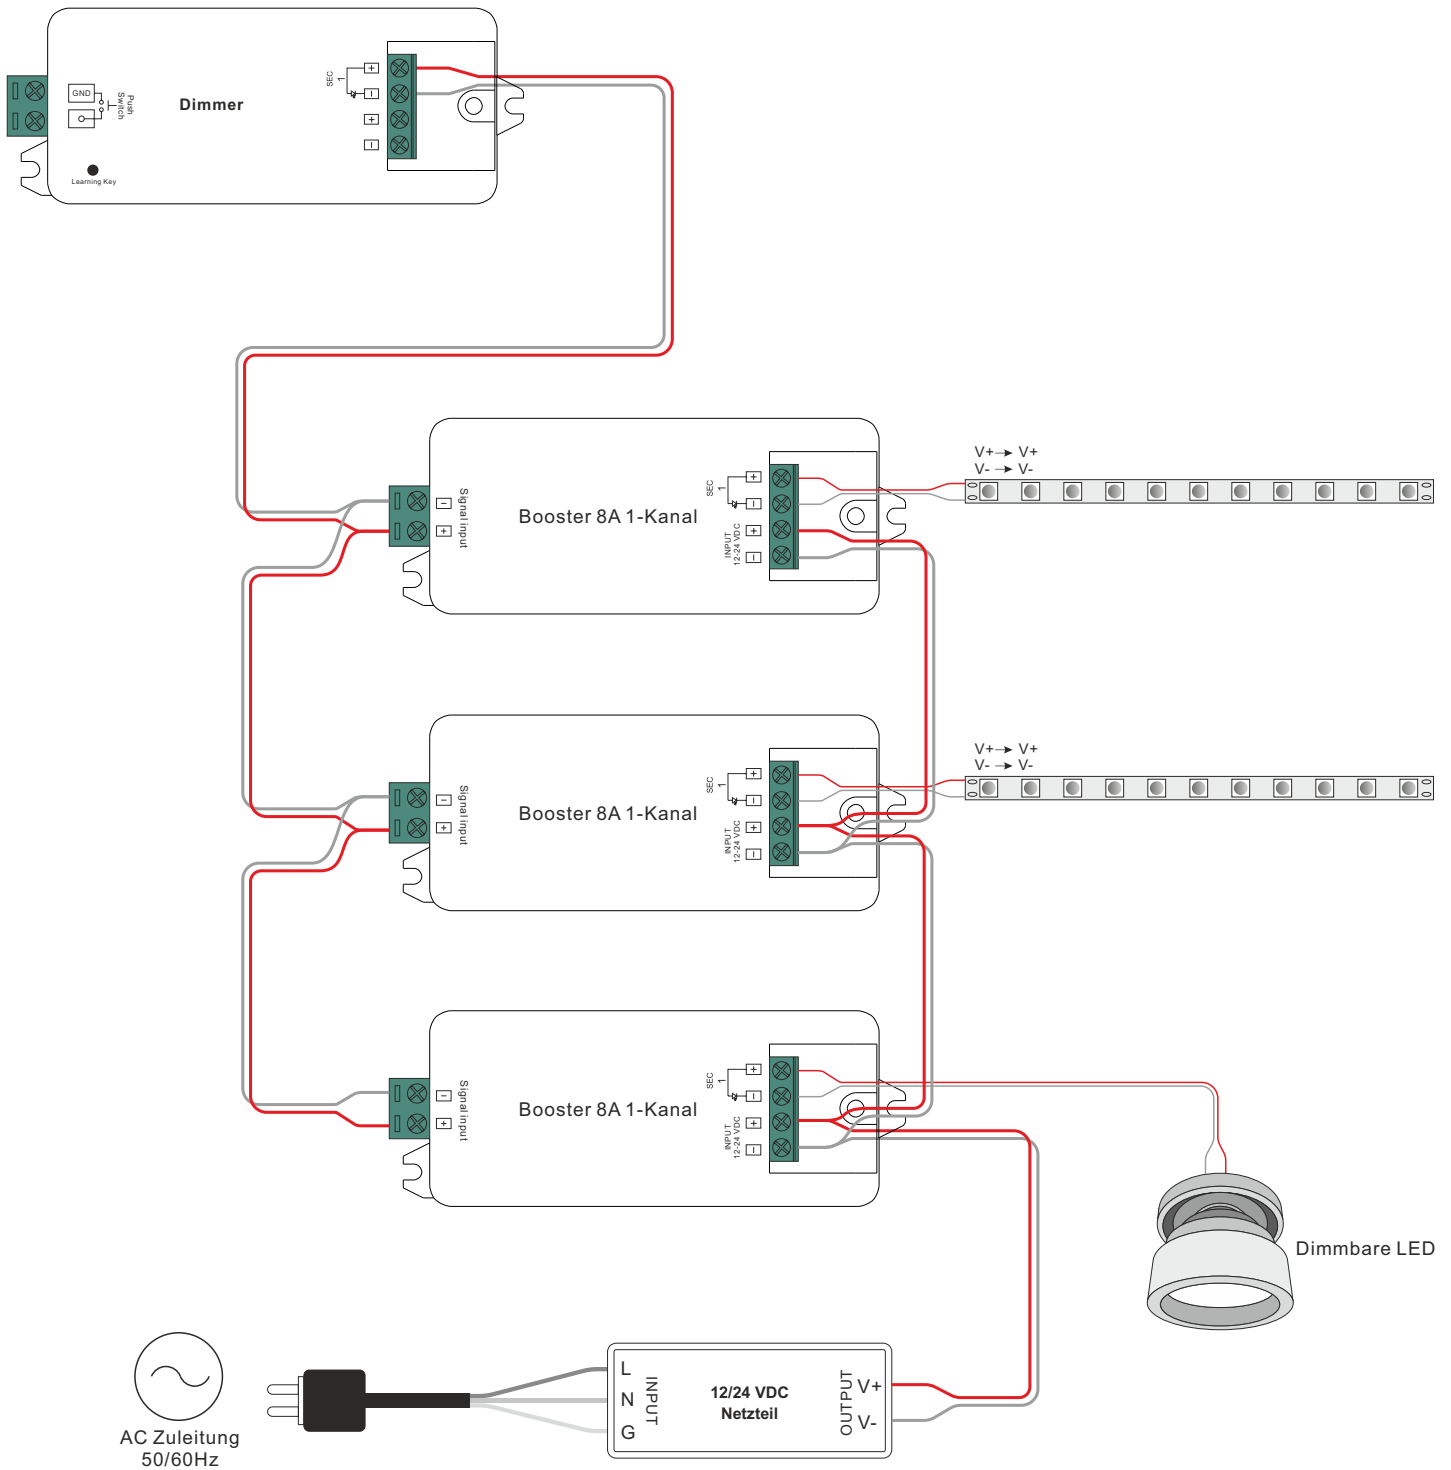 GND
Push
Switch
Learning Key
Dimmer
SEC
1
+
-
+
-
Signal input
-
+
Booster 8A 1-Kanal
SEC
1
INPUT
12-24 VDC
+
-
+
-
V+→ V+
V- → V-
Signal input
-
+
Booster 8A 1-Kanal
SEC
1
INPUT
12-24 VDC
+
-
+
-
V+→ V+
V- → V-
Signal input
-
+
Booster 8A 1-Kanal
SEC
1
INPUT
12-24 VDC
+
-
+
-
Dimmbare LED
AC Zuleitung
50/60Hz
L
N
G
INPUT
12/24 VDC
Netzteil
OUTPUT
V+
V-